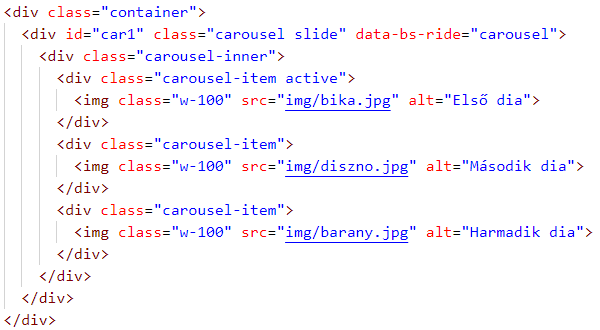 <div class="container">
<div id="car1" class="carousel slide" data-bs-ride="carousel">
<div class="carousel-inner">
<div class="carousel-item active">
<img class="w-100" src="img/bika.jpg" alt="Első dia">
</div>
<div class="carousel-item">
<img class="w-100" src="img/diszno.jpg" alt="Második dia">
</div>
<div class="carousel-item">
<img class="w-100" src="img/barany.jpg" alt="Harmadik dia">
</div>
</div>
</div>
</div>